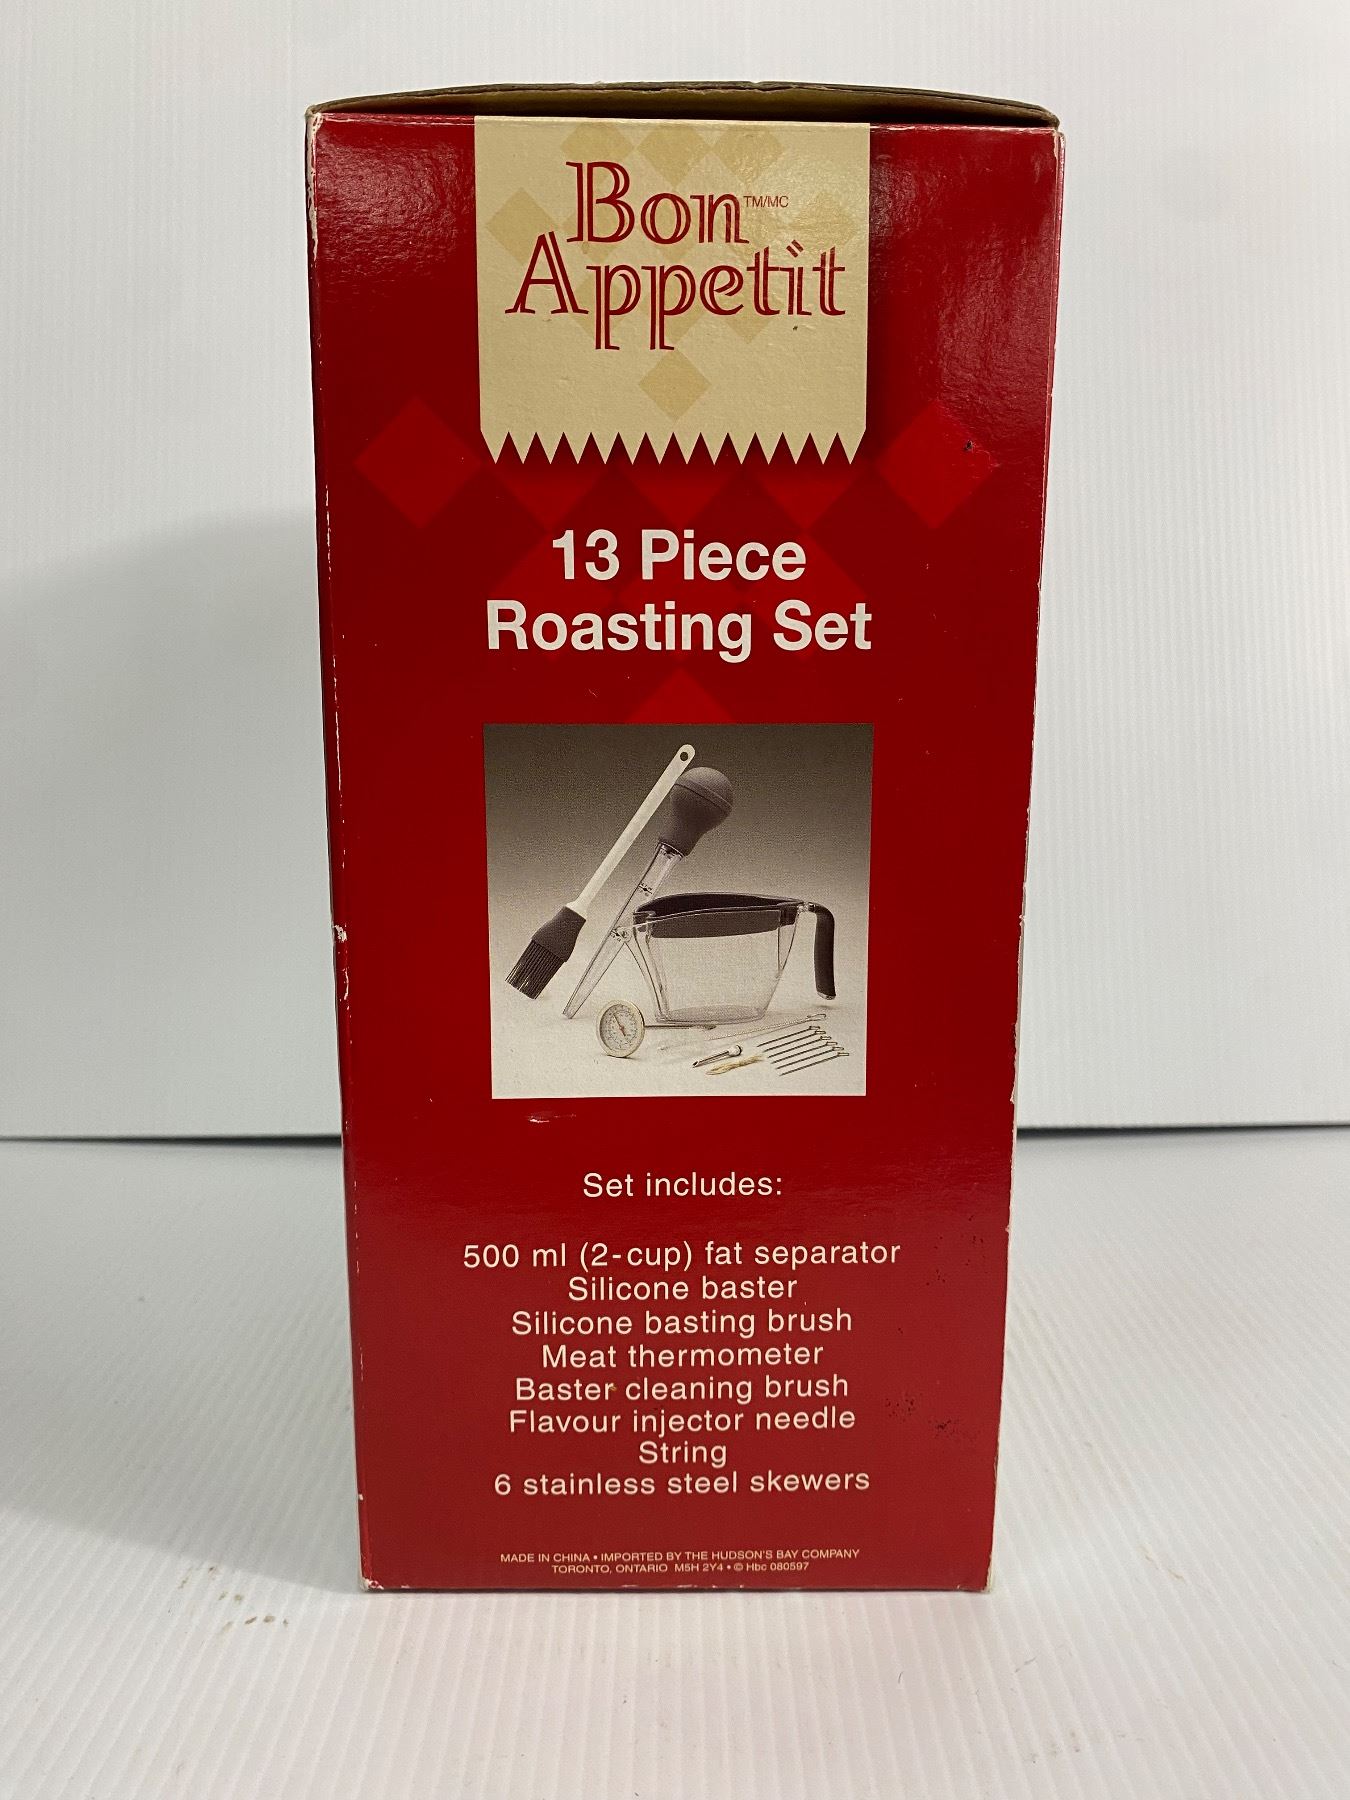 Bon TM/MC
Appetit
13 Piece
Roasting Set
Set includes:
500 ml (2-cup) fat separator
Silicone baster
Silicone basting brush
Meat thermometer
Baster cleaning brush
Flavour injector needle
String
6 stainless steel skewers
MADE IN CHINA • IMPORTED BY THE HUDSON'S BAY COMPANY
TORONTO, ONTARIO M5H 2Y4 • © Hbc 080597